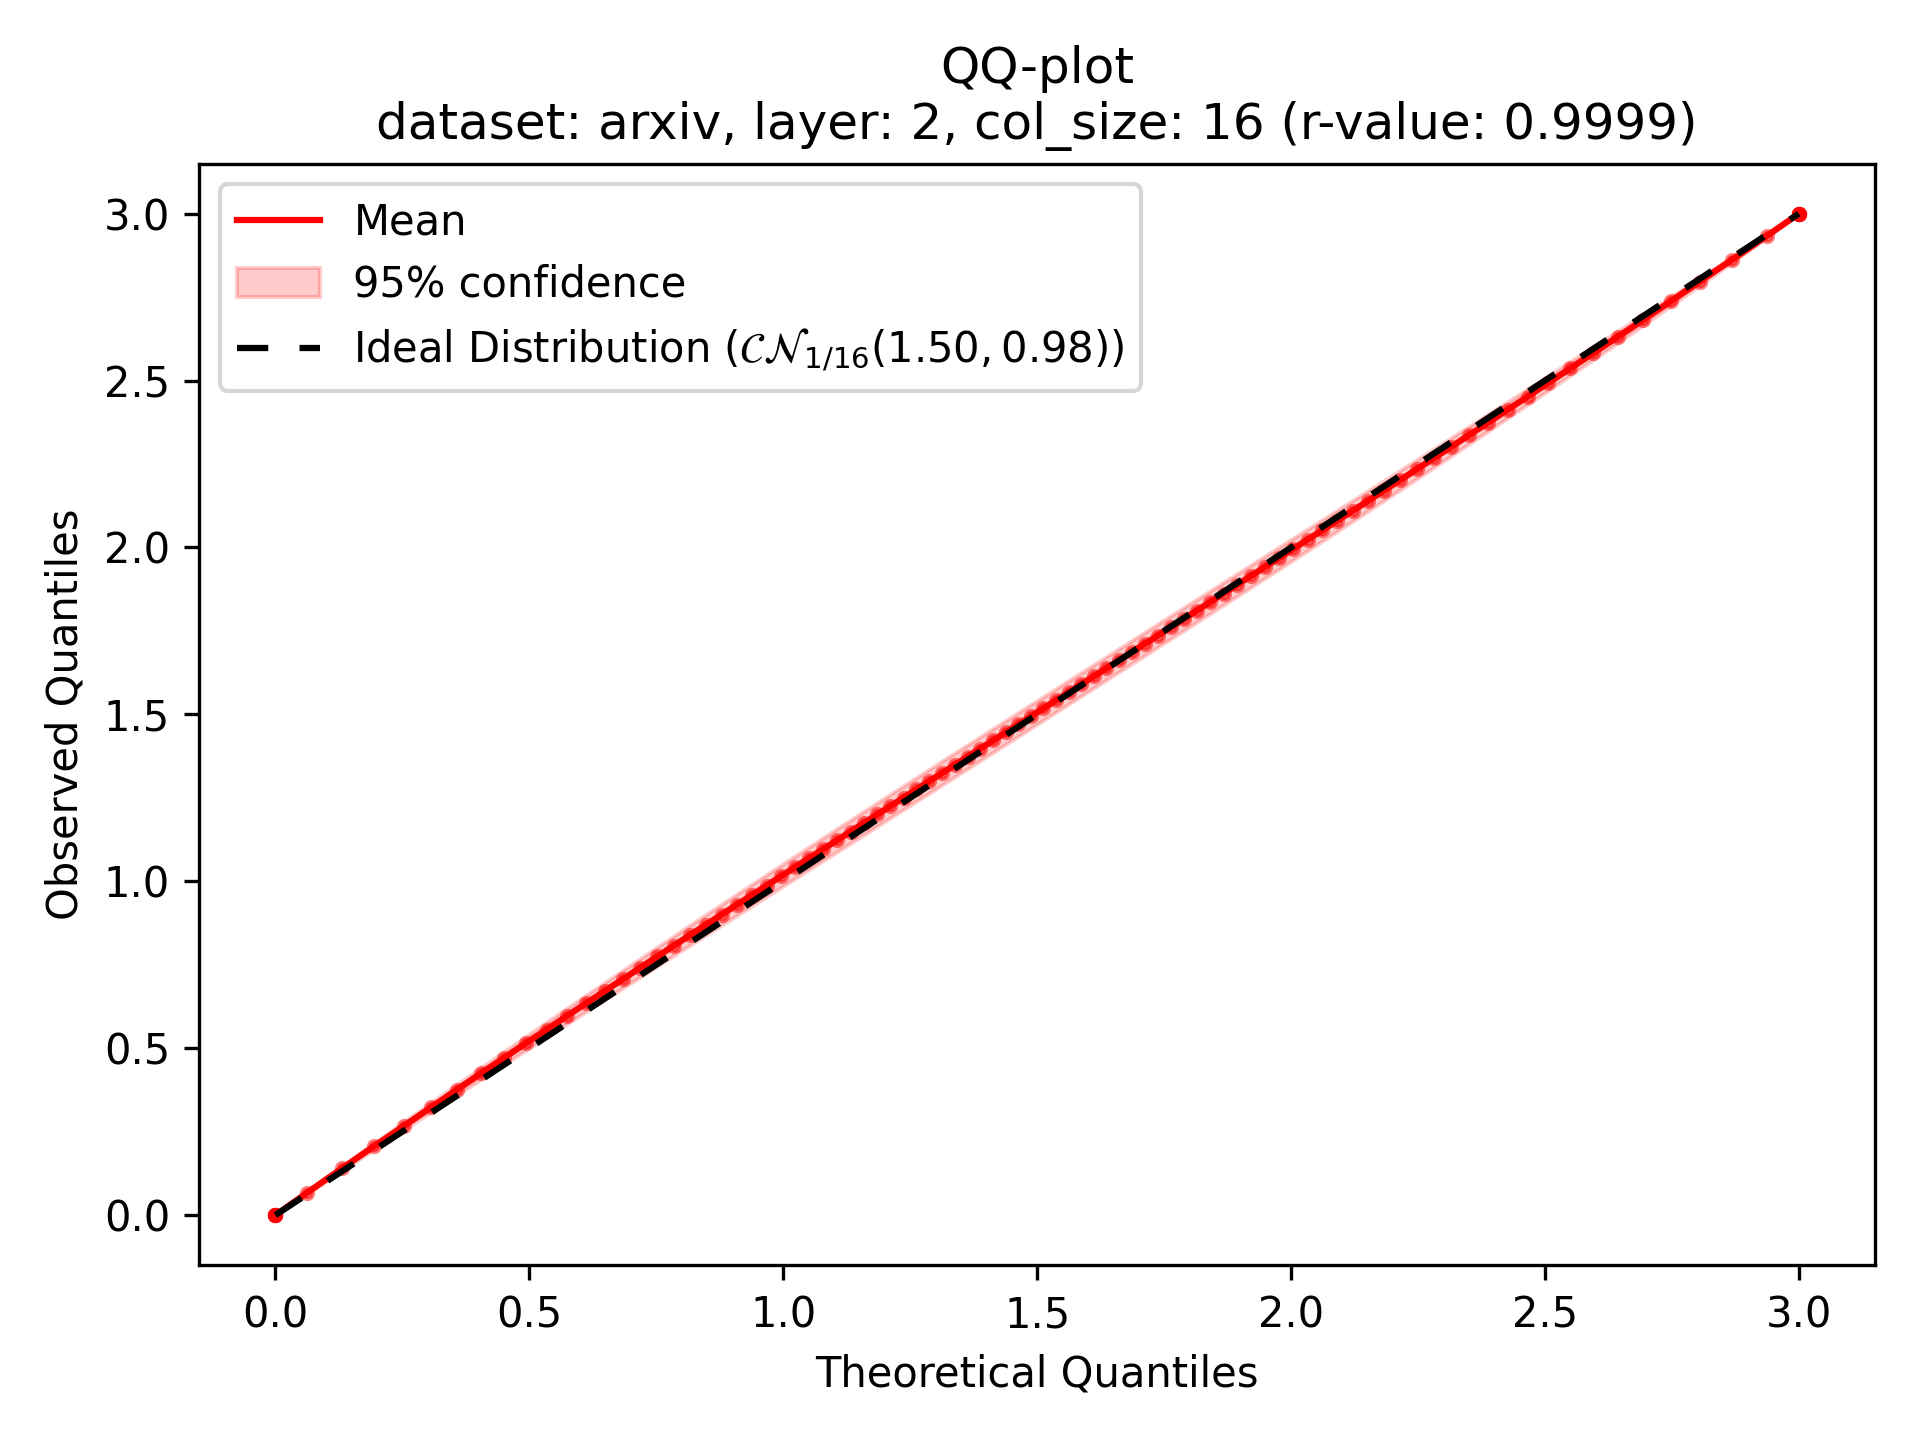 QQ-plot
dataset: arxiv, layer: 2, col_size: 16 (r-value: 0.9999)
Mean
95% confidence
Ideal Distribution (𝒞𝒩₁/₁₆(1.50, 0.98))
3.0
2.5
2.0
1.5
1.0
0.5
0.0
Observed Quantiles
0.0 0.5 1.0 1.5 2.0 2.5 3.0
Theoretical Quantiles